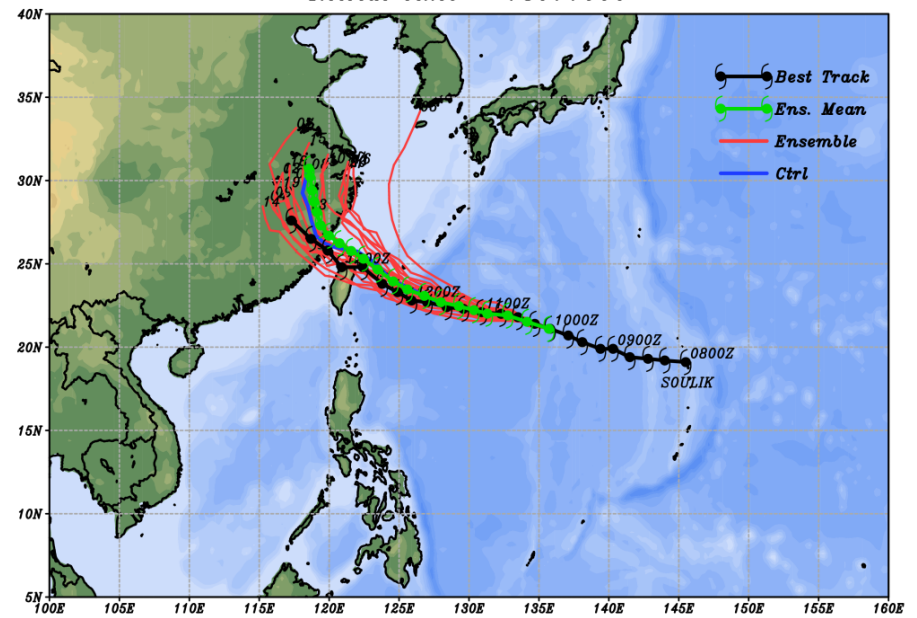 40N
35N
30N
25N
20N
15N
10N
5N
Best Track
Ens. Mean
Ensemble
Ctrl
1200Z
1100Z
1000Z
0900Z
0800Z
SOULIK
100E 105E 110E 115E 120E 125E 130E 135E 140E 145E 150E 155E 160E